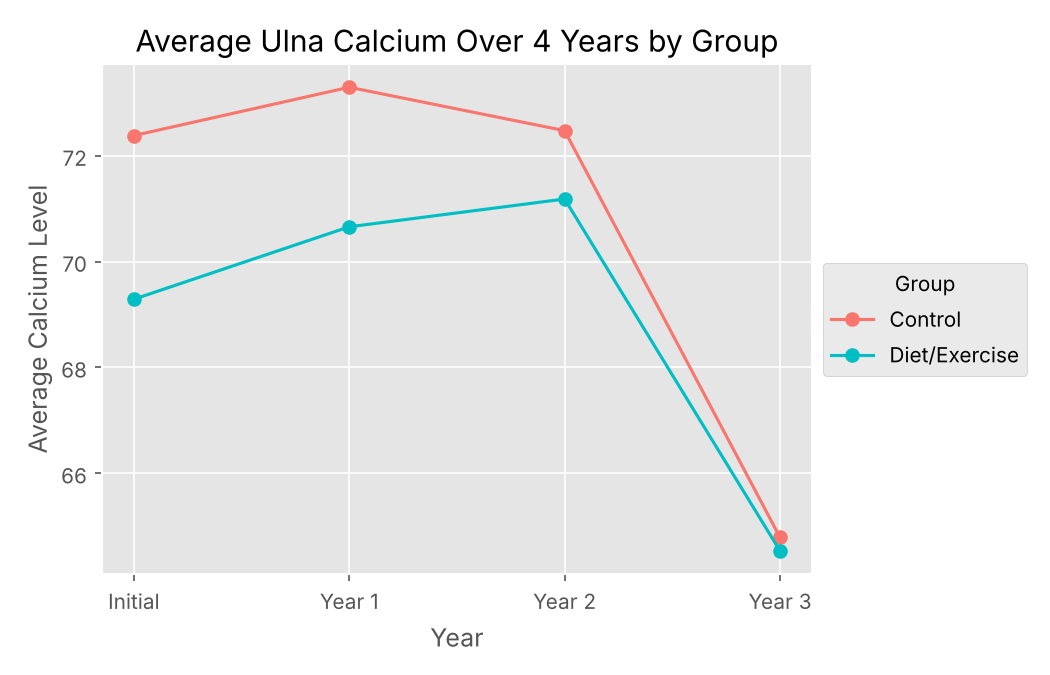 Average Ulna Calcium Over 4 Years by Group
Average Calcium Level
72
70
68
66
Initial
Year 1
Year 2
Year 3
Year
Group
Control
Diet/Exercise